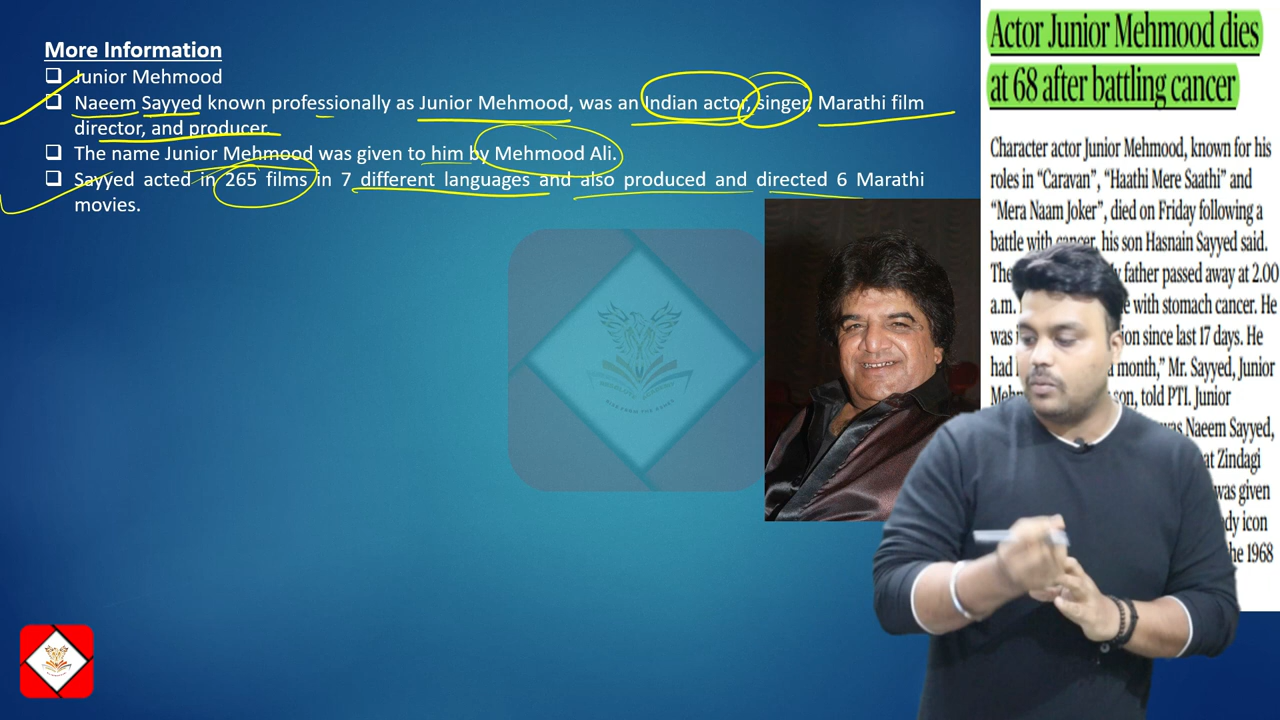 More Information
❑ Junior Mehmood
❑ Naeem Sayyed known professionally as Junior Mehmood, was an Indian actor, singer, Marathi film
director, and producer.
❑ The name Junior Mehmood was given to him by Mehmood Ali.
❑ Sayyed acted in 265 films in 7 different languages and also produced and directed 6 Marathi
movies.
Actor Junior Mehmood dies
at 68 after battling cancer
Character actor Junior Mehmood, known for his
roles in “Caravan”, “Haathi Mere Saathi” and
“Mera Naam Joker”, died on Friday following a
battle with cancer, his son Hasnain Sayyed said.
father passed away at 2.00
a.m. with stomach cancer. He
was since last 17 days. He
had month,” Mr. Sayyed, Junior
son, told PTI. Junior
was Naeem Sayyed,
Zindagi
was given
icon
1968